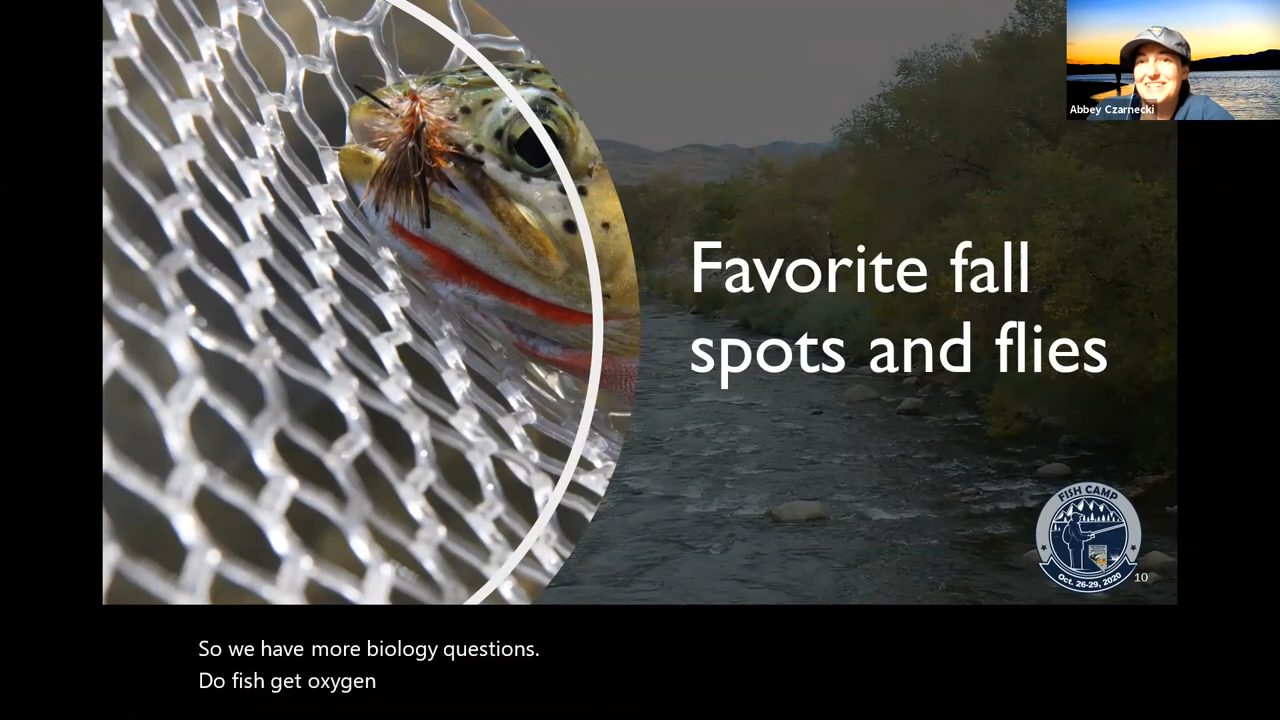 Abbey Czarnecki
Favorite fall
spots and flies
FISH CAMP
Oct. 26-29, 2020
10
So we have more biology questions.
Do fish get oxygen